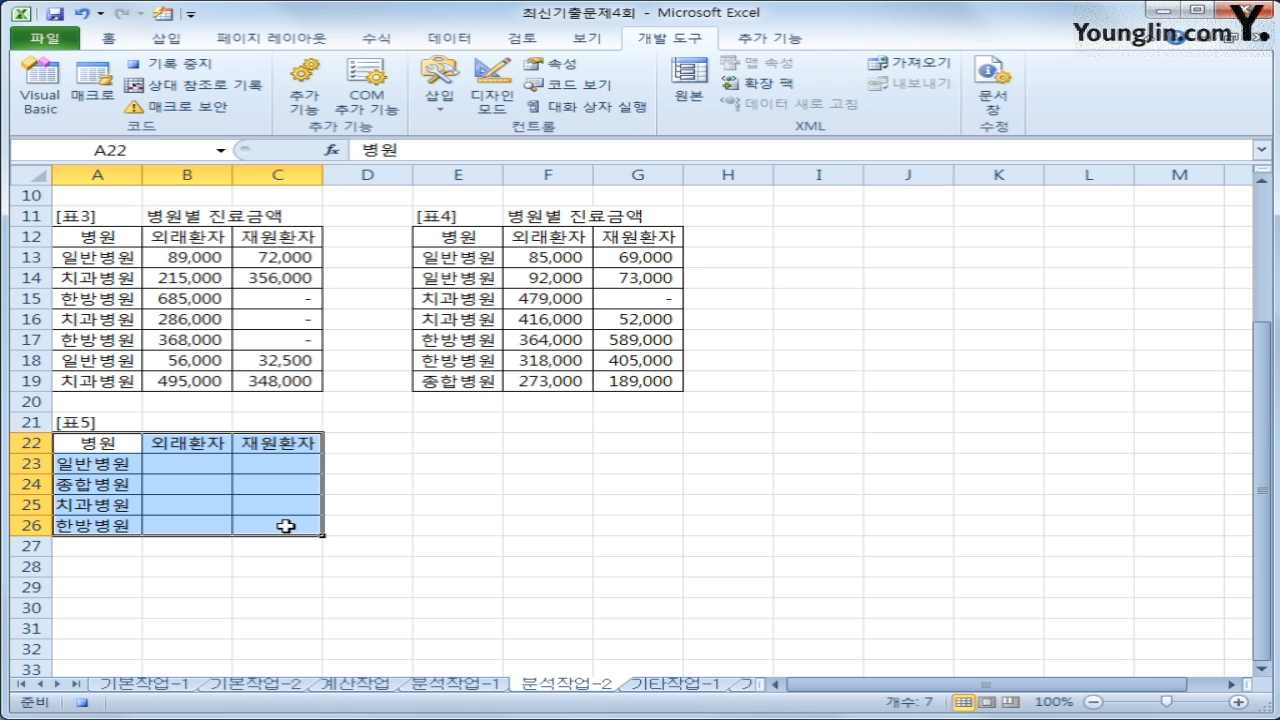 최신기출문제4회 - Microsoft Excel
Y.
YoungJin.com
파일 홈 삽입 페이지 레이아웃 수식 데이터 검토 보기 개발 도구 추가 기능
Visual Basic
매크로
기록 중지
상대 참조로 기록
매크로 보안
코드
추가 기능
COM 추가 기능
추가 기능
삽입
디자인 모드
속성
코드 보기
대화 상자 실행
컨트롤
원본
맵 속성
확장 팩
데이터 새로 고침
가져오기
내보내기
XML
문서 창
수정
A22 fx 병원
A B C D E F G H I J K L M
10
11 [표3] 병원별 진료금액 [표4] 병원별 진료금액
12 병원 외래환자 재원환자 병원 외래환자 재원환자
13 일반병원 89,000 72,000 일반병원 85,000 69,000
14 치과병원 215,000 356,000 일반병원 92,000 73,000
15 한방병원 685,000 - 치과병원 479,000 -
16 치과병원 286,000 - 치과병원 416,000 52,000
17 한방병원 368,000 - 한방병원 364,000 589,000
18 일반병원 56,000 32,500 한방병원 318,000 405,000
19 치과병원 495,000 348,000 종합병원 273,000 189,000
20
21 [표5]
22 병원 외래환자 재원환자
23 일반병원
24 종합병원
25 치과병원
26 한방병원
27
28
29
30
31
32
33
기본작업-1 기본작업-2 계산작업 분석작업-1 분석작업-2 기타작업-1 기
준비 개수: 7 100%